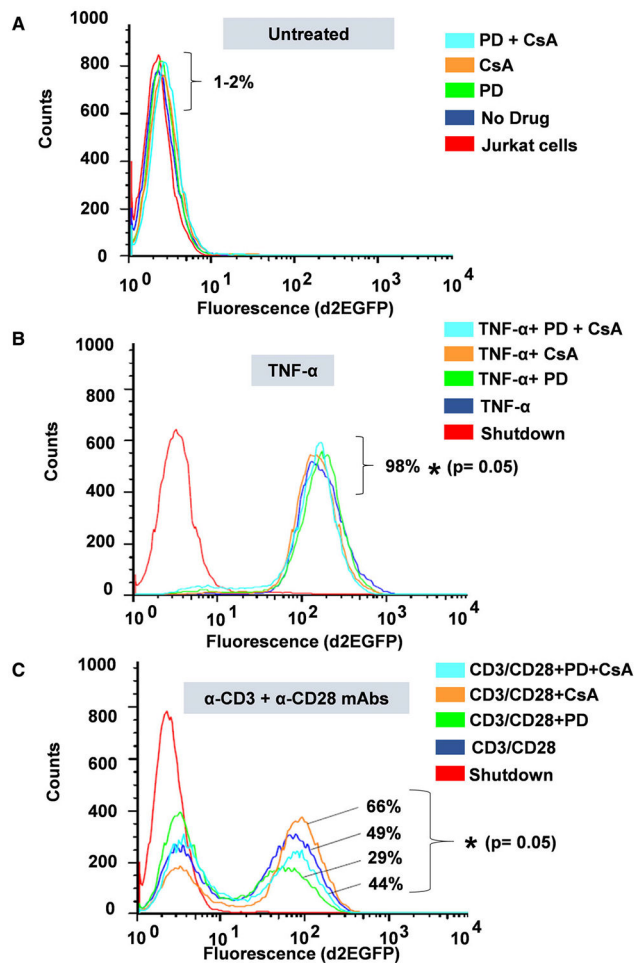 A
Untreated
1000
800
600
400
200
0
Counts
1-2%
10⁰
10¹
10²
10³
10⁴
Fluorescence (d2EGFP)
PD + CsA
CsA
PD
No Drug
Jurkat cells
B
TNF-α
1000
800
600
400
200
0
Counts
98% * (p= 0.05)
10⁰
10¹
10²
10³
10⁴
Fluorescence (d2EGFP)
TNF-α+ PD + CsA
TNF-α+ CsA
TNF-α+ PD
TNF-α
Shutdown
C
α-CD3 + α-CD28 mAbs
1000
800
600
400
200
0
Counts
66%
49%
29%
44%
* (p= 0.05)
10⁰
10¹
10²
10³
10⁴
Fluorescence (d2EGFP)
CD3/CD28+PD+CsA
CD3/CD28+CsA
CD3/CD28+PD
CD3/CD28
Shutdown